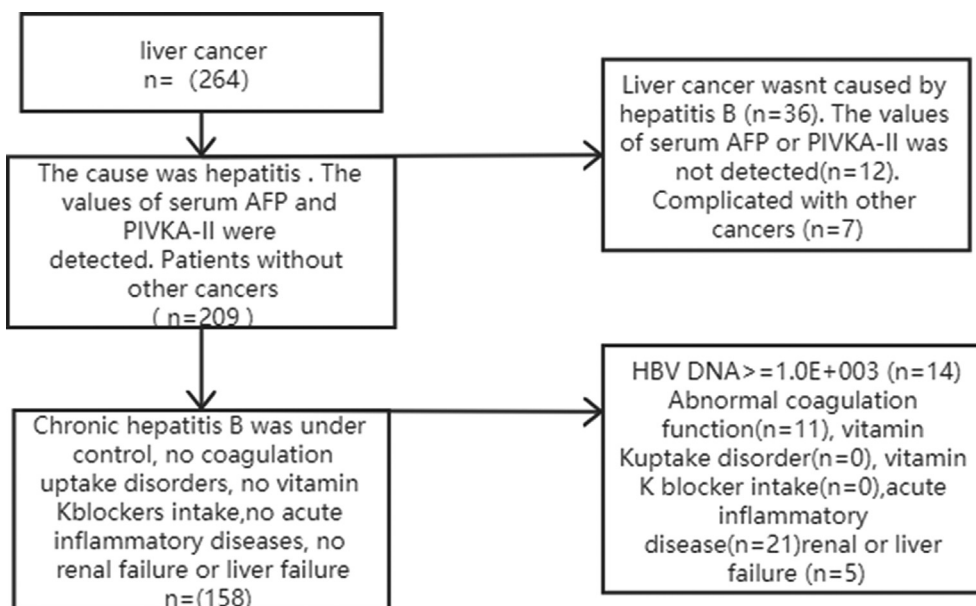 liver cancer
n= (264)
Liver cancer wasnt caused by
hepatitis B (n=36). The values
of serum AFP or PIVKA-II was
not detected(n=12).
Complicated with other
cancers (n=7)
The cause was hepatitis . The
values of serum AFP and
PIVKA-II were
detected. Patients without
other cancers
( n=209 )
HBV DNA>=1.0E+003 (n=14)
Abnormal coagulation
function(n=11), vitamin
Kuptake disorder(n=0), vitamin
K blocker intake(n=0),acute
inflammatory
disease(n=21)renal or liver
failure (n=5)
Chronic hepatitis B was under
control, no coagulation
uptake disorders, no vitamin
Kblockers intake,no acute
inflammatory diseases, no
renal failure or liver failure
n=(158)